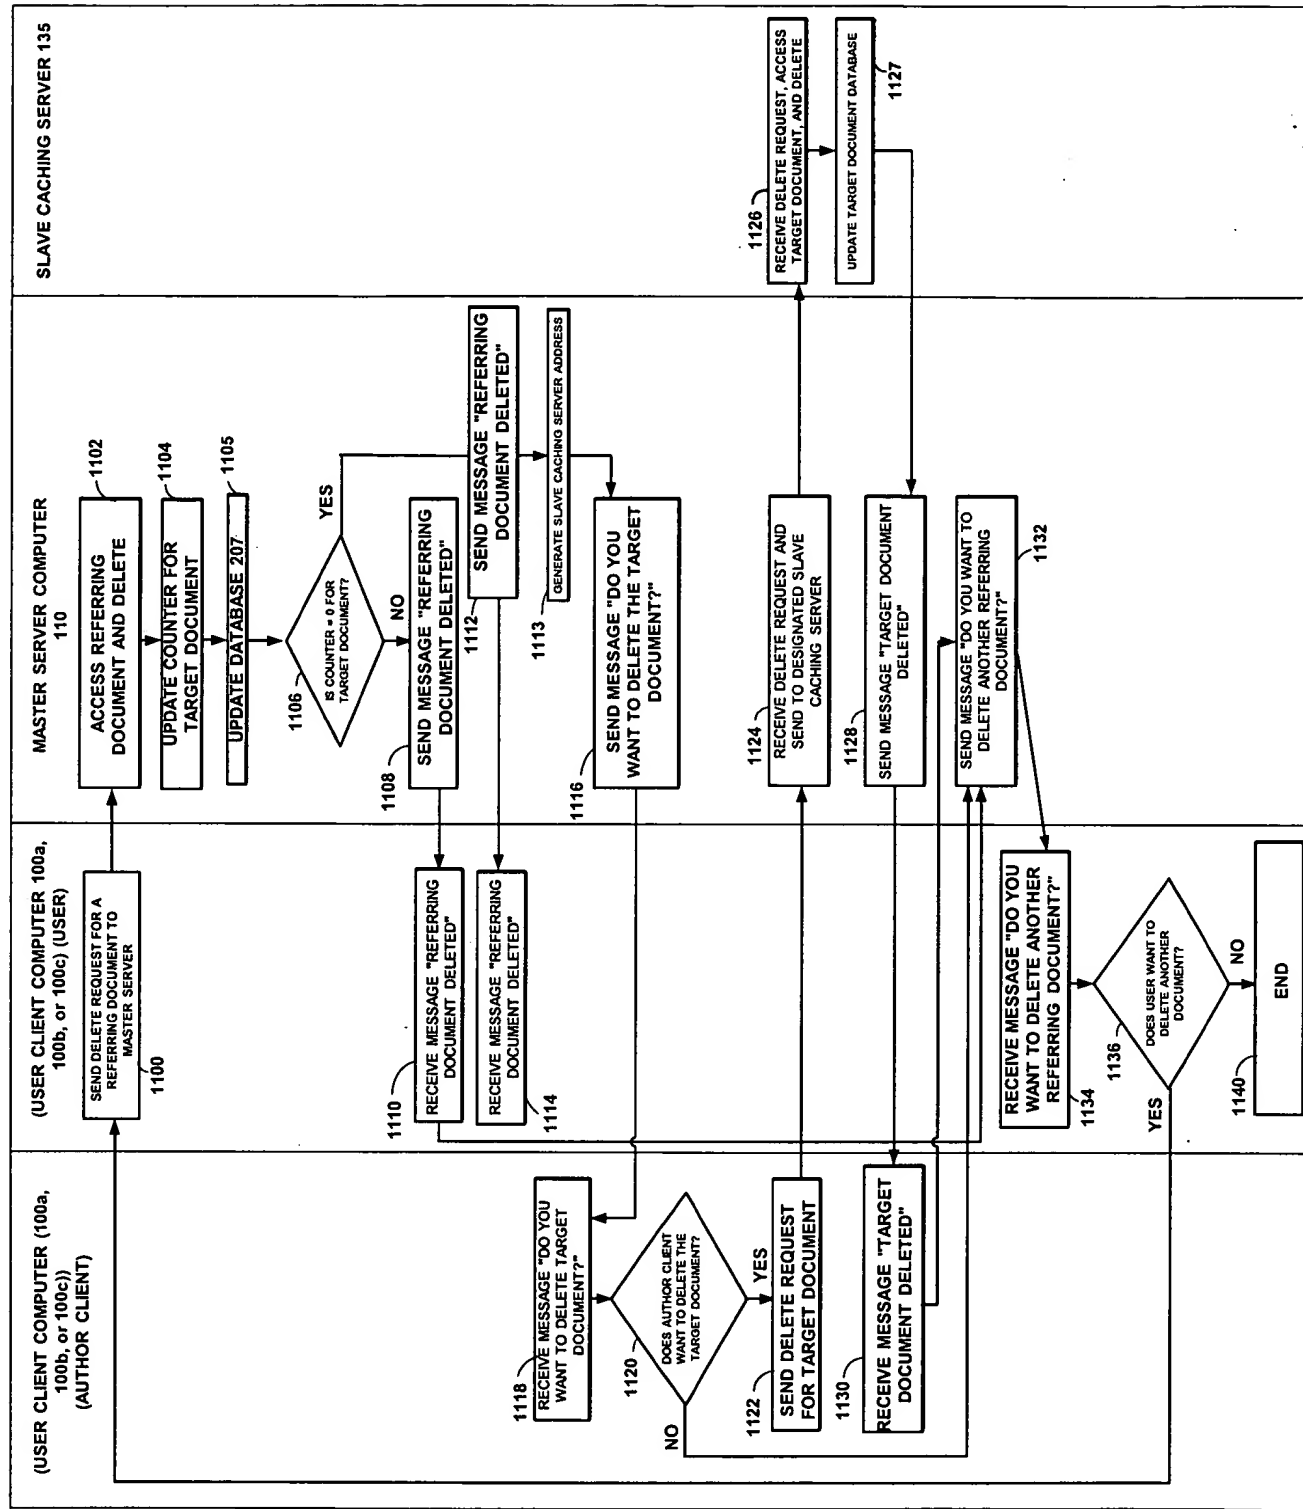 (USER CLIENT COMPUTER (100a,
100b, or 100c))
(AUTHOR CLIENT)
(USER CLIENT COMPUTER 100a,
100b, or 100c) (USER)
MASTER SERVER COMPUTER
110
SLAVE CACHING SERVER 135
SEND DELETE REQUEST FOR A
REFERRING DOCUMENT TO
MASTER SERVER
1100
ACCESS REFERRING
DOCUMENT AND DELETE
1102
UPDATE COUNTER FOR
TARGET DOCUMENT
1104
UPDATE DATABASE 207
1105
IS COUNTER = 0 FOR
TARGET DOCUMENT?
1106
YES
NO
SEND MESSAGE "REFERRING
DOCUMENT DELETED"
1108
RECEIVE MESSAGE "REFERRING
DOCUMENT DELETED"
1110
SEND MESSAGE "REFERRING
DOCUMENT DELETED"
1112
GENERATE SLAVE CACHING SERVER ADDRESS
1113
RECEIVE MESSAGE "REFERRING
DOCUMENT DELETED"
1114
SEND MESSAGE "DO YOU
WANT TO DELETE THE TARGET
DOCUMENT?"
1116
RECEIVE MESSAGE "DO YOU
WANT TO DELETE TARGET
DOCUMENT?"
1118
DOES AUTHOR CLIENT
WANT TO DELETE THE
TARGET DOCUMENT?
1120
NO
YES
SEND DELETE REQUEST
FOR TARGET DOCUMENT
1122
RECEIVE DELETE REQUEST AND
SEND TO DESIGNATED SLAVE
CACHING SERVER
1124
RECEIVE DELETE REQUEST, ACCESS
TARGET DOCUMENT, AND DELETE
1126
UPDATE TARGET DOCUMENT DATABASE
1127
SEND MESSAGE "TARGET DOCUMENT
DELETED"
1128
RECEIVE MESSAGE "TARGET
DOCUMENT DELETED"
1130
SEND MESSAGE "DO YOU WANT TO
DELETE ANOTHER REFERRING
DOCUMENT?"
1132
RECEIVE MESSAGE "DO YOU
WANT TO DELETE ANOTHER
REFERRING DOCUMENT?"
1134
DOES USER WANT TO
DELETE ANOTHER
DOCUMENT?
1136
YES
NO
END
1140